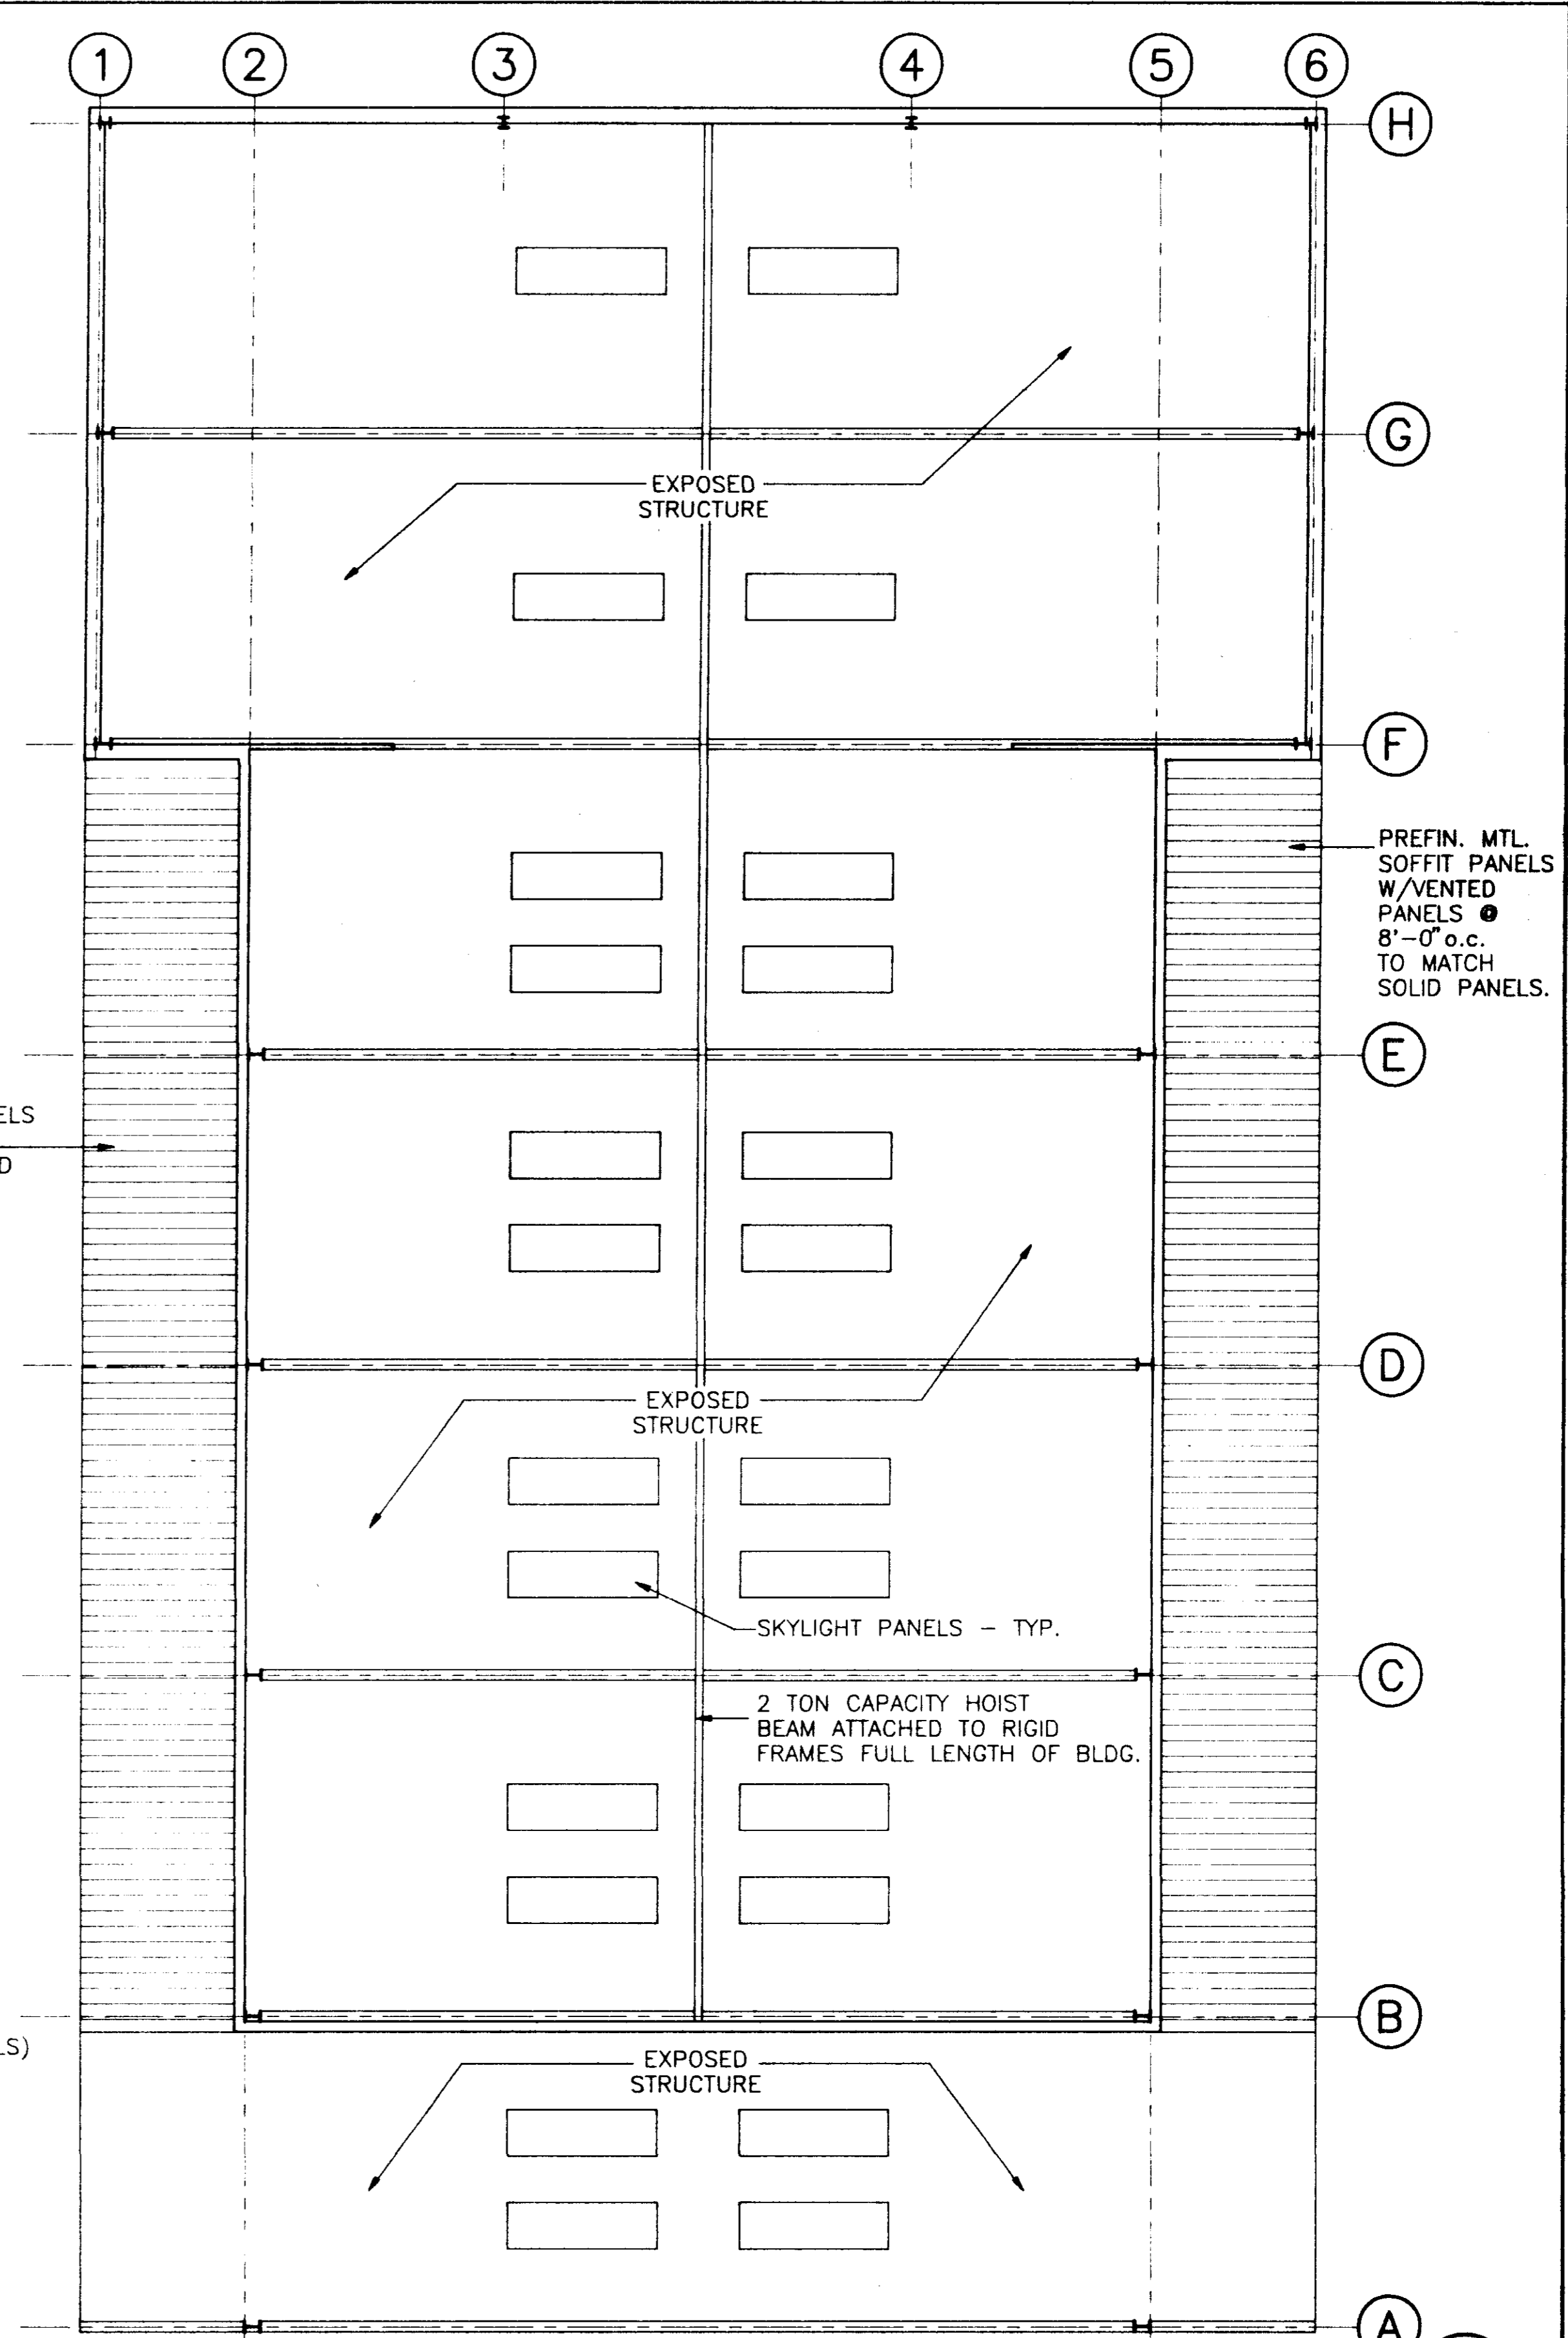 1 2 3 4 5 6
H
G
EXPOSED
STRUCTURE
F
PREFIN. MTL.
SOFFIT PANELS
W/VENTED
PANELS @
8'-0" o.c.
TO MATCH
SOLID PANELS.
E
ELS
D
D
EXPOSED
STRUCTURE
SKYLIGHT PANELS - TYP.
C
2 TON CAPACITY HOIST
BEAM ATTACHED TO RIGID
FRAMES FULL LENGTH OF BLDG.
B
LS)
EXPOSED
STRUCTURE
A